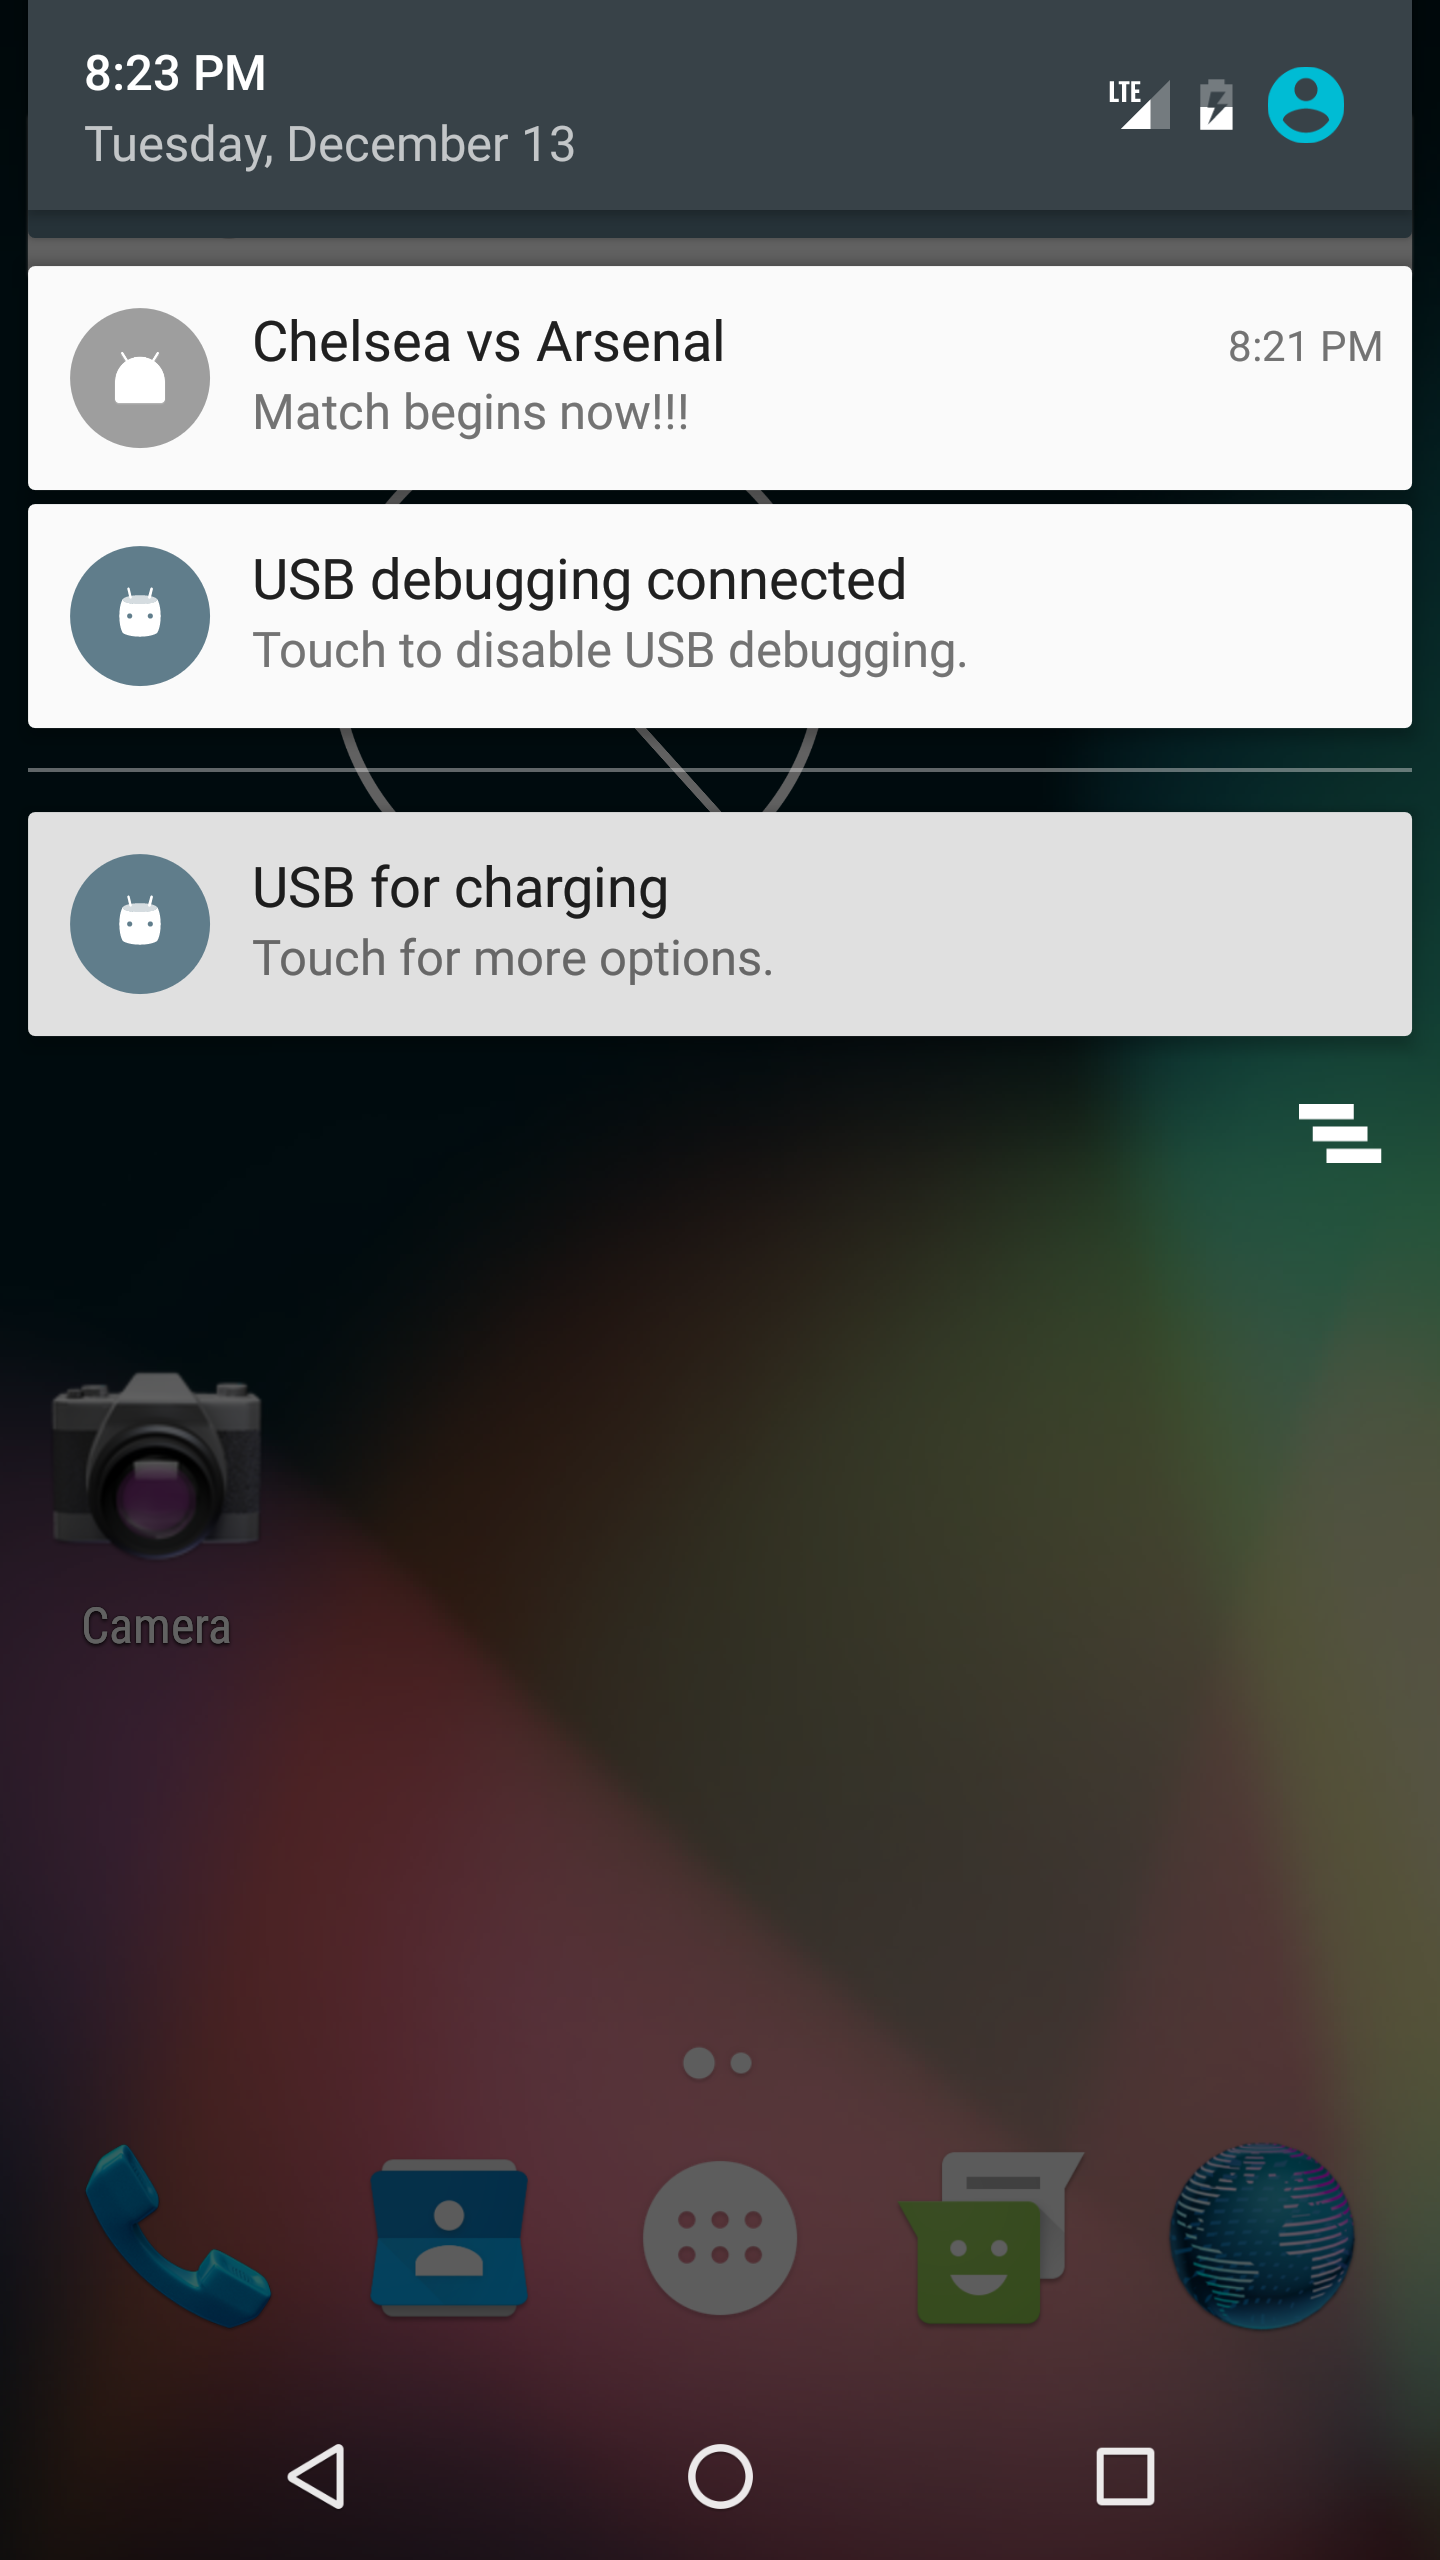 8:23 PM
LTE
Tuesday, December 13
Chelsea vs Arsenal
8:21 PM
Match begins now!!!
USB debugging connected
Touch to disable USB debugging.
USB for charging
Touch for more options.
Camera